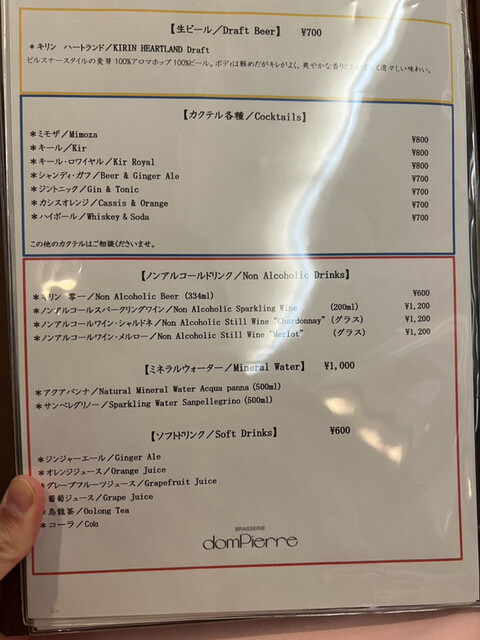 【生ビール／Draft Beer】 ¥700
＊キリン ハートランド／KIRIN HEARTLAND Draft
ピルスナースタイルの麦芽 100%アロマホップ 100%ビール。ボディは軽めだがキレがよく、爽やかな香りと く清々しい味わい。
【カクテル各種／Cocktails】
＊ミモザ／Mimoza ¥800
＊キール／Kir ¥800
＊キール・ロワイヤル／Kir Royal ¥800
＊シャンディ・ガフ／Beer & Ginger Ale ¥700
＊ジントニック／Gin & Tonic ¥700
＊カシスオレンジ／Cassis & Orange ¥700
＊ハイボール／Whiskey & Soda ¥700
この他のカクテルはご相談くださいませ。
【ノンアルコールドリンク／Non Alcoholic Drinks】
＊キリン 零一／Non Alcoholic Beer (334ml) ¥600
＊ノンアルコールスパークリングワイン／Non Alcoholic Sparkling Wine (200ml) ¥1,200
＊ノンアルコールワイン・シャルドネ／Non Alcoholic Still Wine "Chardonnay" (グラス) ¥1,200
＊ノンアルコールワイン・メルロー／Non Alcoholic Still Wine "Merlot" (グラス) ¥1,200
【ミネラルウォーター／Mineral Water】 ¥1,000
＊アクアパンナ／Natural Mineral Water Acqua panna (500ml)
＊サンペレグリノー／Sparkling Water Sanpellegrino (500ml)
【ソフトドリンク／Soft Drinks】 ¥600
＊ジンジャーエール／Ginger Ale
＊オレンジジュース／Orange Juice
＊グレープフルーツジュース／Grapefruit Juice
葡萄ジュース／Grape Juice
＊烏龍茶／Oolong Tea
＊コーラ／Cola
BRASSERIE
domPierre